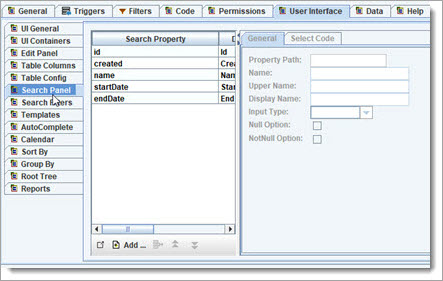 General Triggers Filters Code Permissions User Interface Data Help
UI General
UI Containers
Edit Panel
Table Columns
Table Config
Search Panel
Templates
AutoComplete
Calendar
Sort By
Group By
Root Tree
Reports
Search Property
id Id
created Crea
name Nam
startDate Star
endDate End
Add ...
General Select Code
Property Path:
Name:
Upper Name:
Display Name:
Input Type:
Null Option:
NotNull Option: